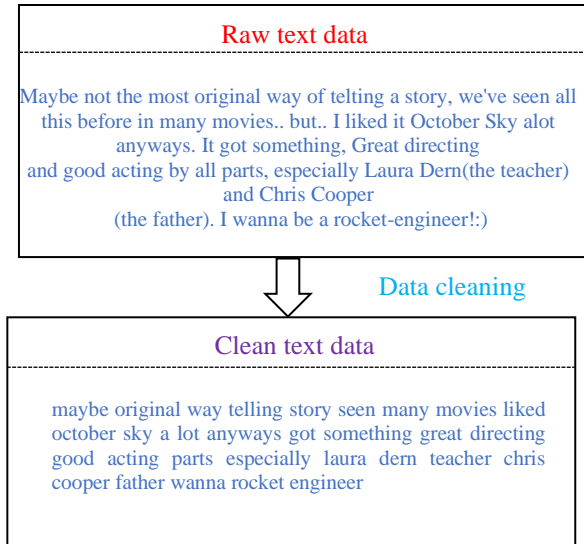 Raw text data
Maybe not the most original way of telting a story, we've seen all
this before in many movies.. but.. I liked it October Sky alot
anyways. It got something, Great directing
and good acting by all parts, especially Laura Dern(the teacher)
and Chris Cooper
(the father). I wanna be a rocket-engineer!:)
Data cleaning
Clean text data
maybe original way telling story seen many movies liked
october sky a lot anyways got something great directing
good acting parts especially laura dern teacher chris
cooper father wanna rocket engineer